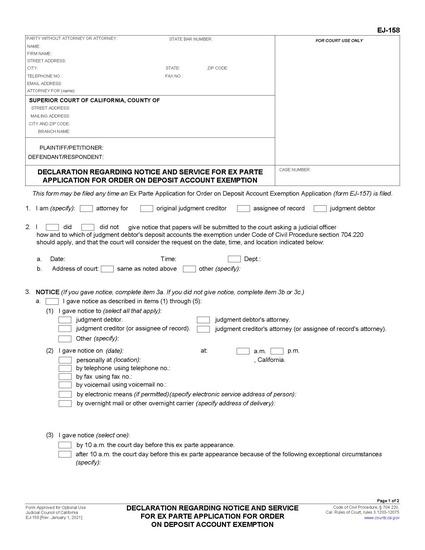 EJ-158
PARTY WITHOUT ATTORNEY OR ATTORNEY: STATE BAR NUMBER:
FOR COURT USE ONLY
NAME:
FIRM NAME:
STREET ADDRESS:
CITY: STATE: ZIP CODE:
TELEPHONE NO.: FAX NO.:
EMAIL ADDRESS:
ATTORNEY FOR (name):
SUPERIOR COURT OF CALIFORNIA, COUNTY OF
STREET ADDRESS:
MAILING ADDRESS:
CITY AND ZIP CODE:
BRANCH NAME:
PLAINTIFF/PETITIONER:
DEFENDANT/RESPONDENT:
DECLARATION REGARDING NOTICE AND SERVICE FOR EX PARTE
APPLICATION FOR ORDER ON DEPOSIT ACCOUNT EXEMPTION
CASE NUMBER:
This form may be filed any time an Ex Parte Application for Order on Deposit Account Exemption Application (form EJ-157) is filed.
1. I am (specify): attorney for original judgment creditor assignee of record judgment debtor
2. I did did not give notice that papers will be submitted to the court asking a judicial officer
how and to which of judgment debtor's deposit accounts the exemption under Code of Civil Procedure section 704.220
should apply, and that the court will consider the request on the date, time, and location indicated below:
a. Date: Time: Dept.:
b. Address of court: same as noted above other (specify):
3. NOTICE (If you gave notice, complete item 3a. If you did not give notice, complete item 3b or 3c.)
a. I gave notice as described in items (1) through (5):
(1) I gave notice to (select all that apply):
judgment debtor. judgment debtor's attorney.
judgment creditor (or assignee of record). judgment creditor's attorney (or assignee of record's attorney).
Other (specify):
(2) I gave notice on (date): at: a.m. p.m.
personally at (location): , California.
by telephone using telephone no.:
by fax using fax no.:
by voicemail using voicemail no.:
by electronic means (if permitted)(specify electronic service address of person):
by overnight mail or other overnight carrier (specify address of delivery):
(3) I gave notice (select one):
by 10 a.m. the court day before this ex parte appearance.
after 10 a.m. the court day before this ex parte appearance because of the following exceptional circumstances
(specify):
Page 1 of 2
Form Approved for Optional Use
Judicial Council of California
EJ-158 [Rev. January 1, 2021]
DECLARATION REGARDING NOTICE AND SERVICE
FOR EX PARTE APPLICATION FOR ORDER
ON DEPOSIT ACCOUNT EXEMPTION
Code of Civil Procedure, § 704.220,
Cal. Rules of Court, rules 3.1200-1207
www.courts.ca.gov